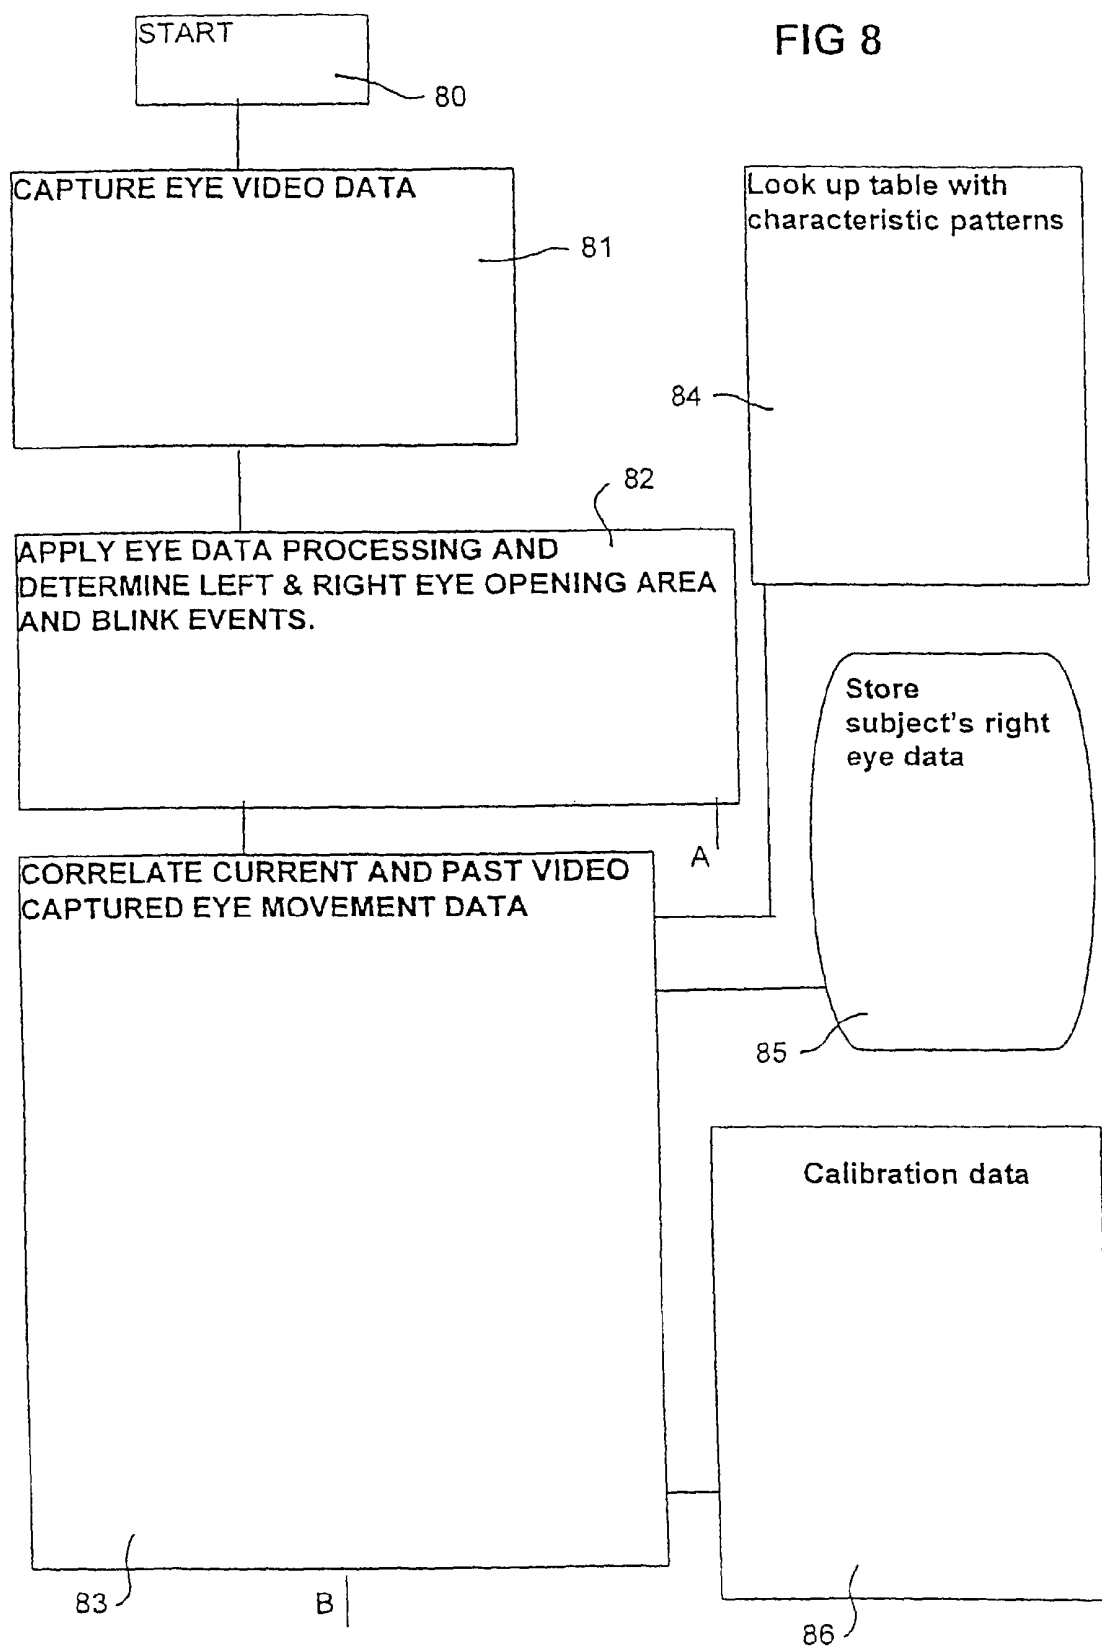 FIG 8
START
80
CAPTURE EYE VIDEO DATA
81
Look up table with
characteristic patterns
84
82
APPLY EYE DATA PROCESSING AND
DETERMINE LEFT & RIGHT EYE OPENING AREA
AND BLINK EVENTS.
Store
subject's right
eye data
A
CORRELATE CURRENT AND PAST VIDEO
CAPTURED EYE MOVEMENT DATA
85
Calibration data
83
B
86